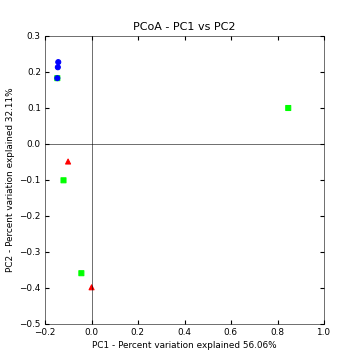 PCoA - PC1 vs PC2
0.3
0.2
0.1
0.0
−0.1
−0.2
−0.3
−0.4
−0.5
PC2 - Percent variation explained 32.11%
−0.2 0.0 0.2 0.4 0.6 0.8 1.0
PC1 - Percent variation explained 56.06%